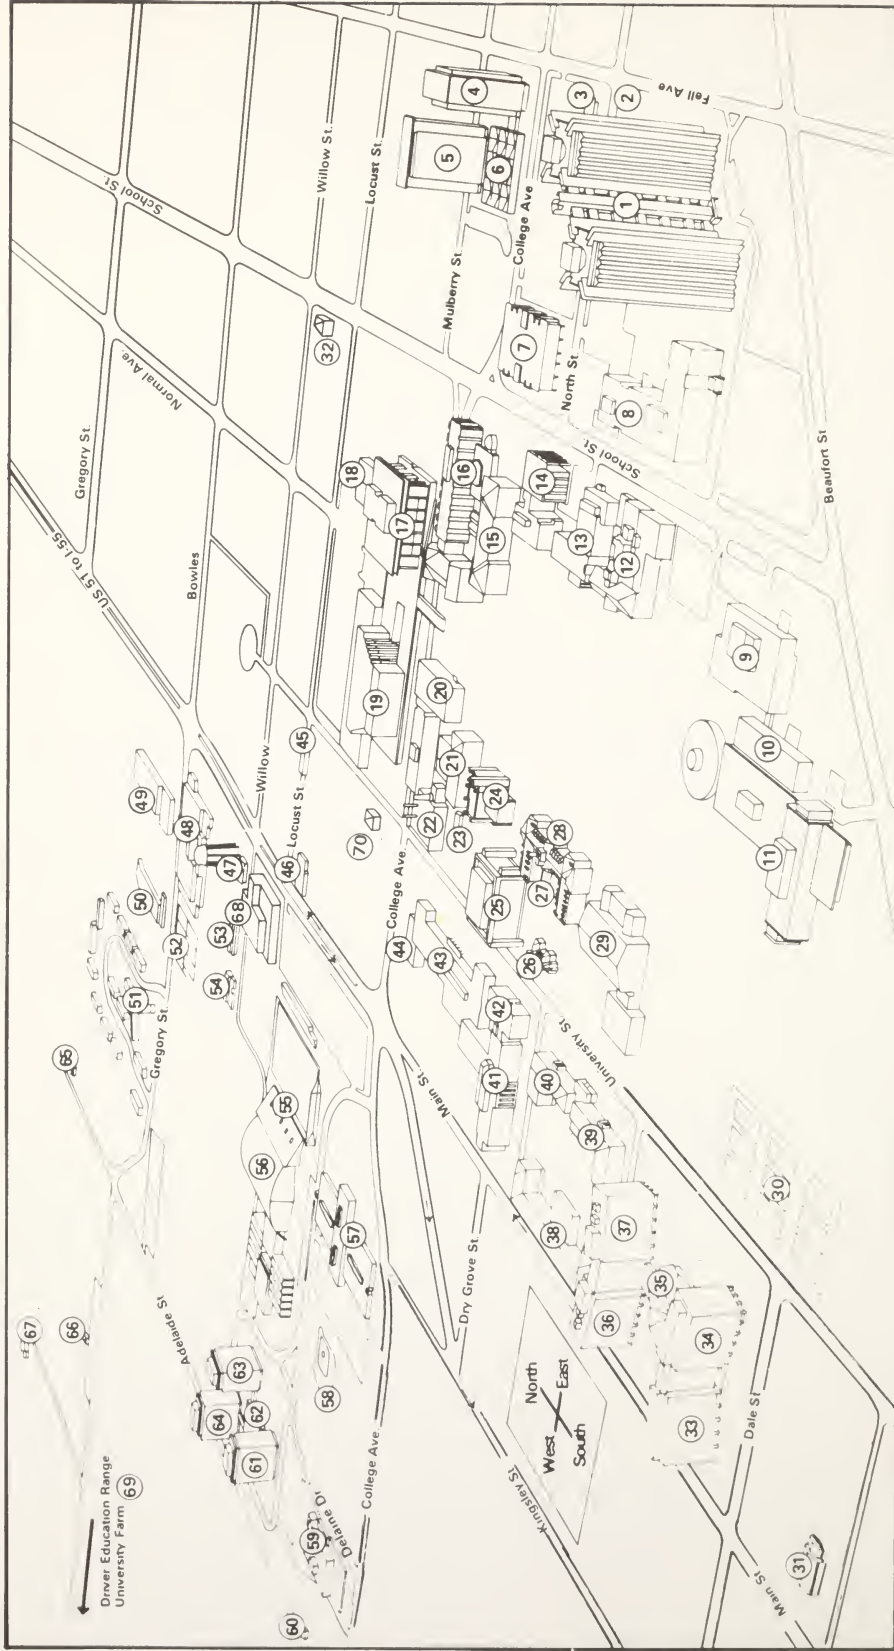 School St.
Willow St.
Locust St.
Normal Ave.
Gregory St.
US 51 to I-55
Bowles
Mulberry St.
College Ave
Fell Ave
North St.
School St.
Beaufort St
Willow
Locust St
College Ave
Gregory St.
Main St
University St.
Adelaide St
Dry Grove St.
College Ave.
Delaine Dr
Kingsley St
Dale St
Main St
North
East
West
South
Driver Education Range
University Farm 69
1
2
3
4
5
6
7
8
9
10
11
12
13
14
15
16
17
18
19
20
21
22
23
24
25
26
27
28
29
30
31
32
33
34
35
36
37
38
39
40
41
42
43
44
45
46
47
48
49
50
51
52
53
54
55
56
57
58
59
60
61
62
63
64
65
66
67
68
70